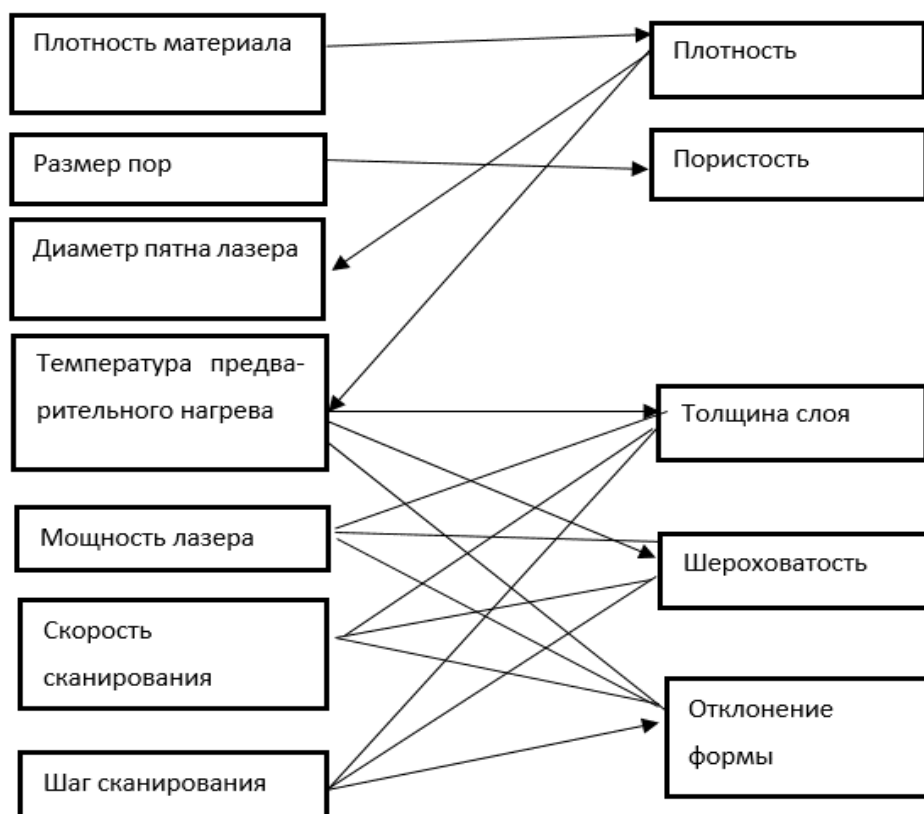 Плотность материала
Размер пор
Диаметр пятна лазера
Температура предва-
рительного нагрева
Мощность лазера
Скорость
сканирования
Шаг сканирования
Плотность
Пористость
Толщина слоя
Шероховатость
Отклонение
формы